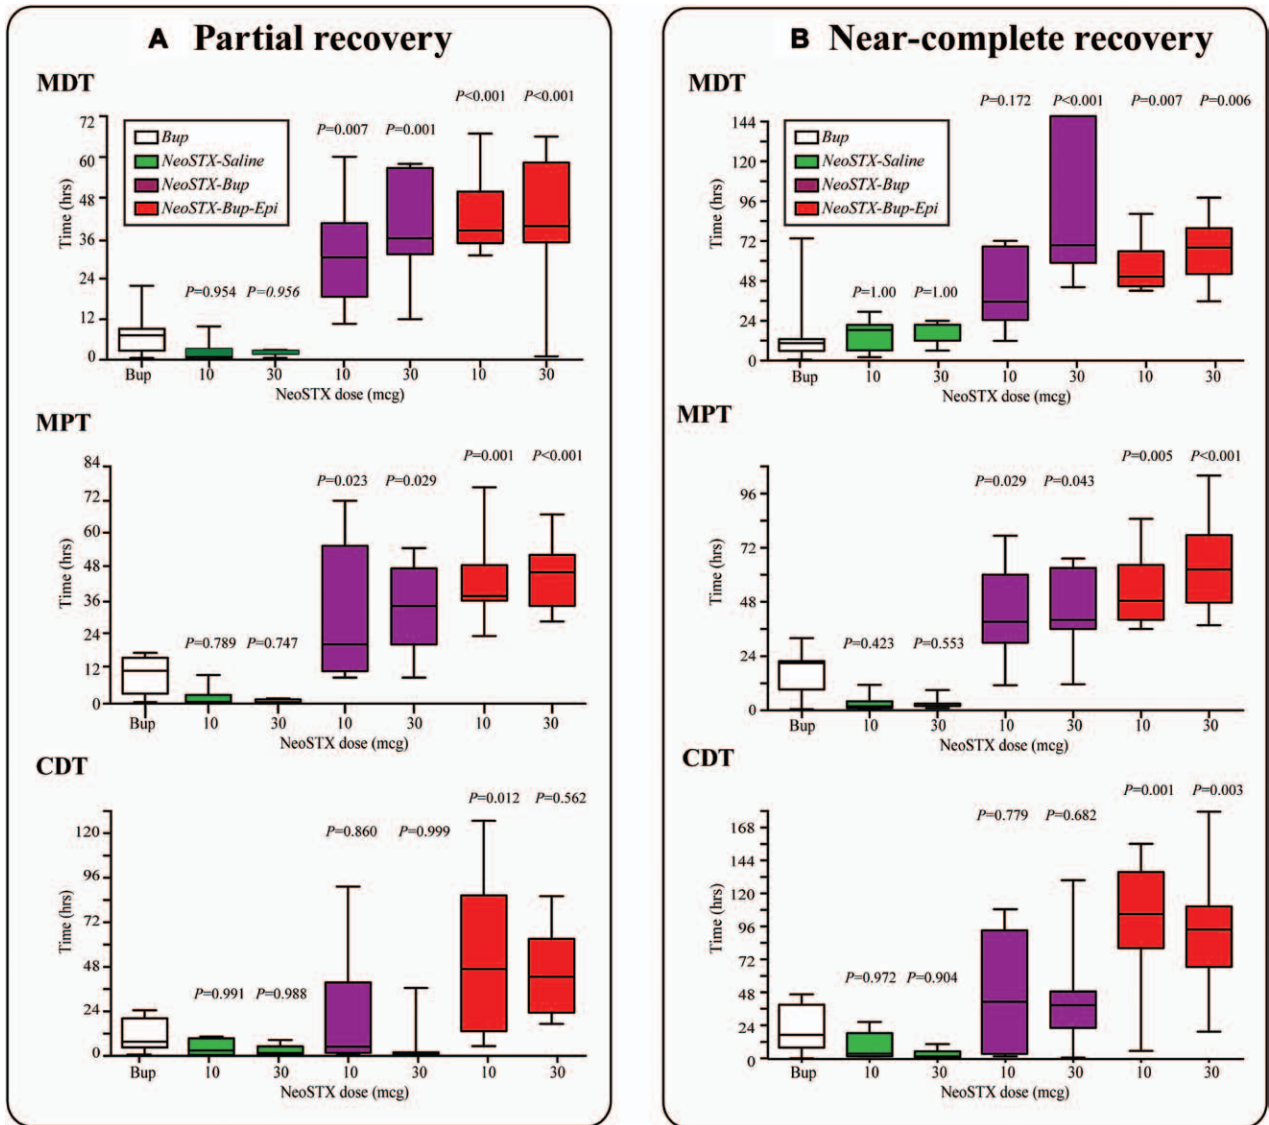 A Partial recovery
MDT
P<0.001 P<0.001
P=0.007 P=0.001
72
60
48
36
24
12
0
Time (hrs)
Bup
NeoSTX-Saline
NeoSTX-Bup
NeoSTX-Bup-Epi
P=0.954 P=0.956
Bup 10 30 10 30 10 30
NeoSTX dose (mcg)
MPT
P=0.001 P<0.001
P=0.023 P=0.029
84
72
60
48
36
24
12
0
Time (hrs)
P=0.789 P=0.747
Bup 10 30 10 30 10 30
NeoSTX dose (mcg)
CDT
P=0.012 P=0.562
P=0.860 P=0.999
120
96
72
48
24
0
Time (hrs)
P=0.991 P=0.988
Bup 10 30 10 30 10 30
NeoSTX dose (mcg)
B Near-complete recovery
MDT
P=0.172 P<0.001 P=0.007 P=0.006
144
120
96
72
48
24
0
Time (hrs)
Bup
NeoSTX-Saline
NeoSTX-Bup
NeoSTX-Bup-Epi
P=1.00 P=1.00
Bup 10 30 10 30 10 30
NeoSTX dose (mcg)
MPT
P=0.005 P<0.001
P=0.029 P=0.043
96
72
48
24
0
Time (hrs)
P=0.423 P=0.553
Bup 10 30 10 30 10 30
NeoSTX dose (mcg)
CDT
P=0.001 P=0.003
P=0.779 P=0.682
168
144
120
96
72
48
24
0
Time (hrs)
P=0.972 P=0.904
Bup 10 30 10 30 10 30
NeoSTX dose (mcg)